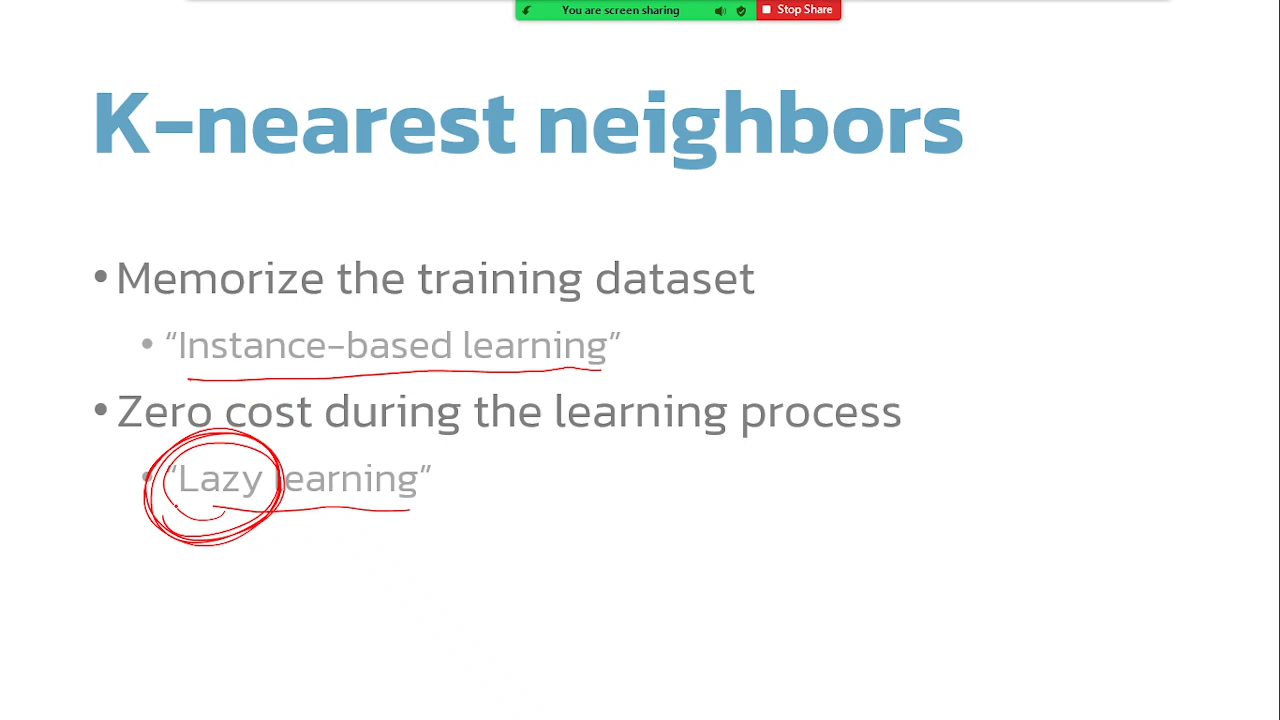 You are screen sharing Stop Share
K-nearest neighbors
• Memorize the training dataset
• “Instance-based learning”
• Zero cost during the learning process
• “Lazy learning”